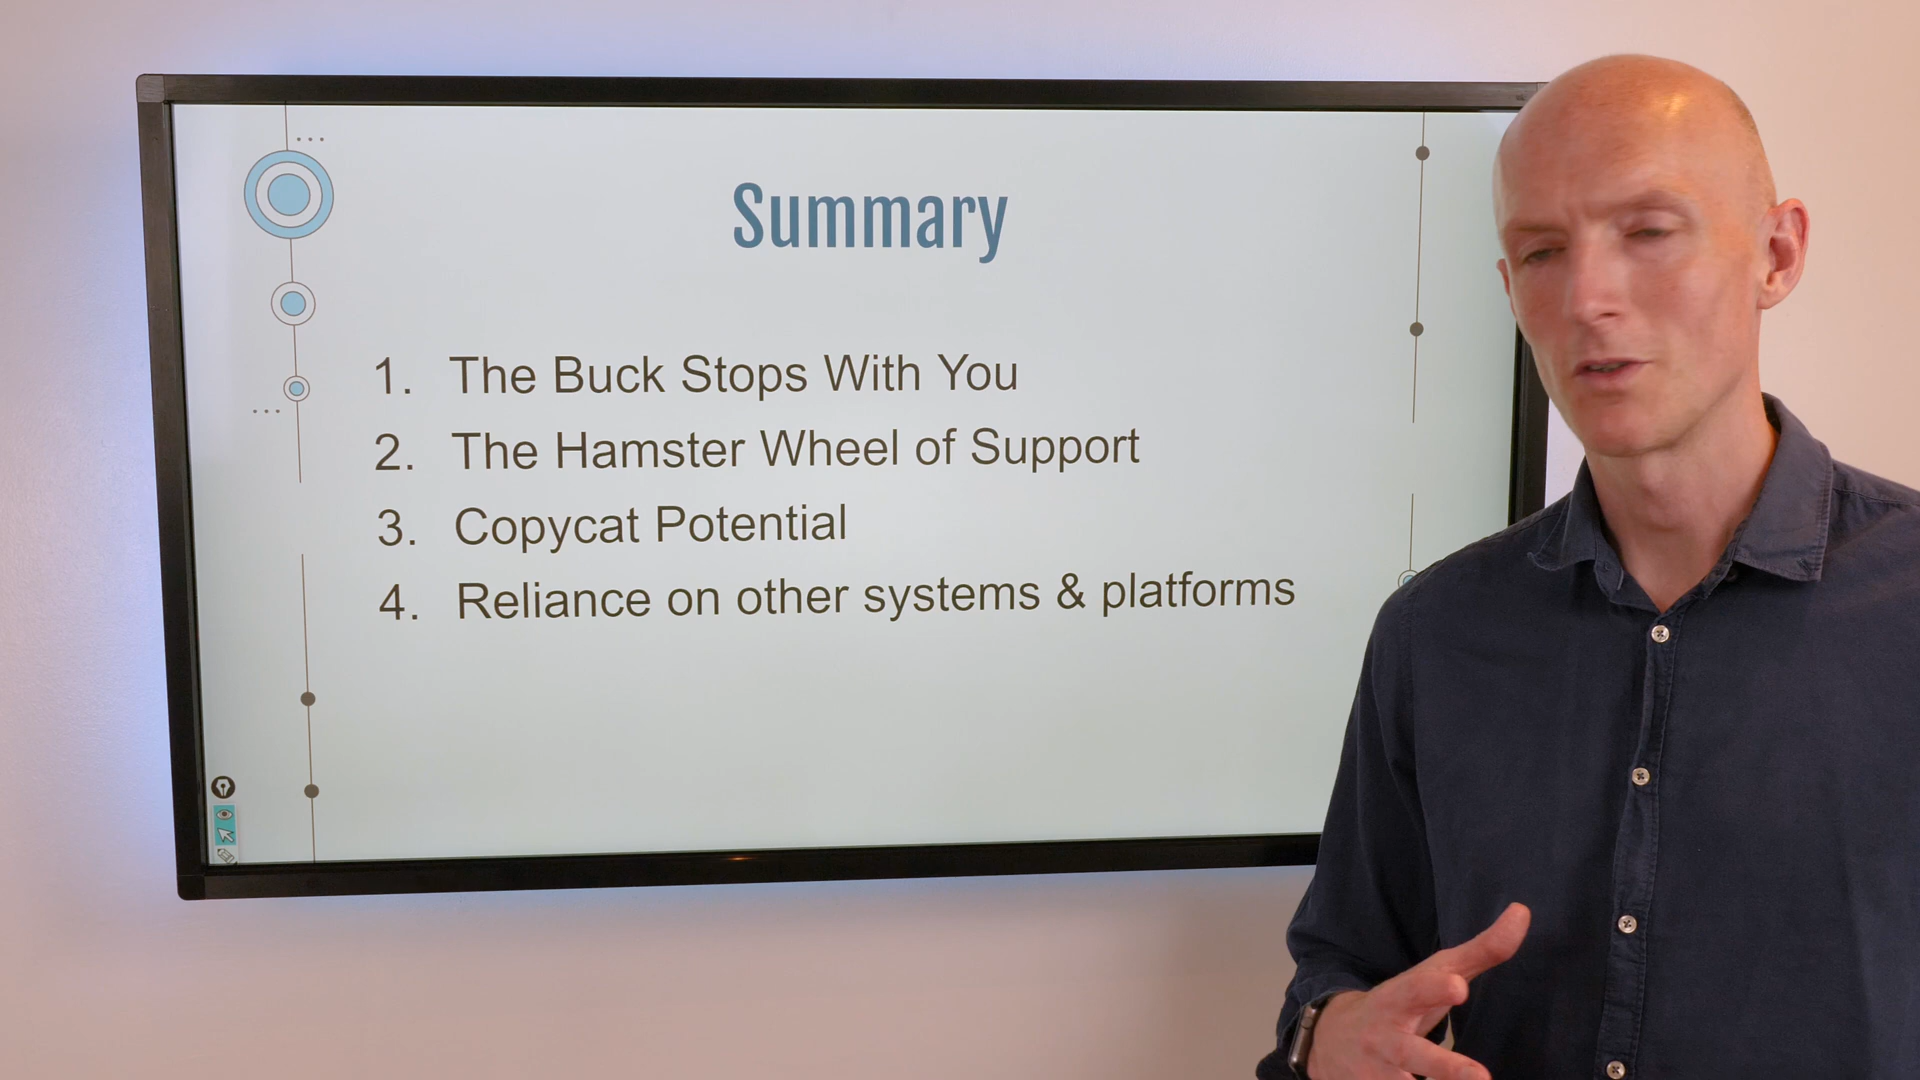 Summary
1. The Buck Stops With You
2. The Hamster Wheel of Support
3. Copycat Potential
4. Reliance on other systems & platforms